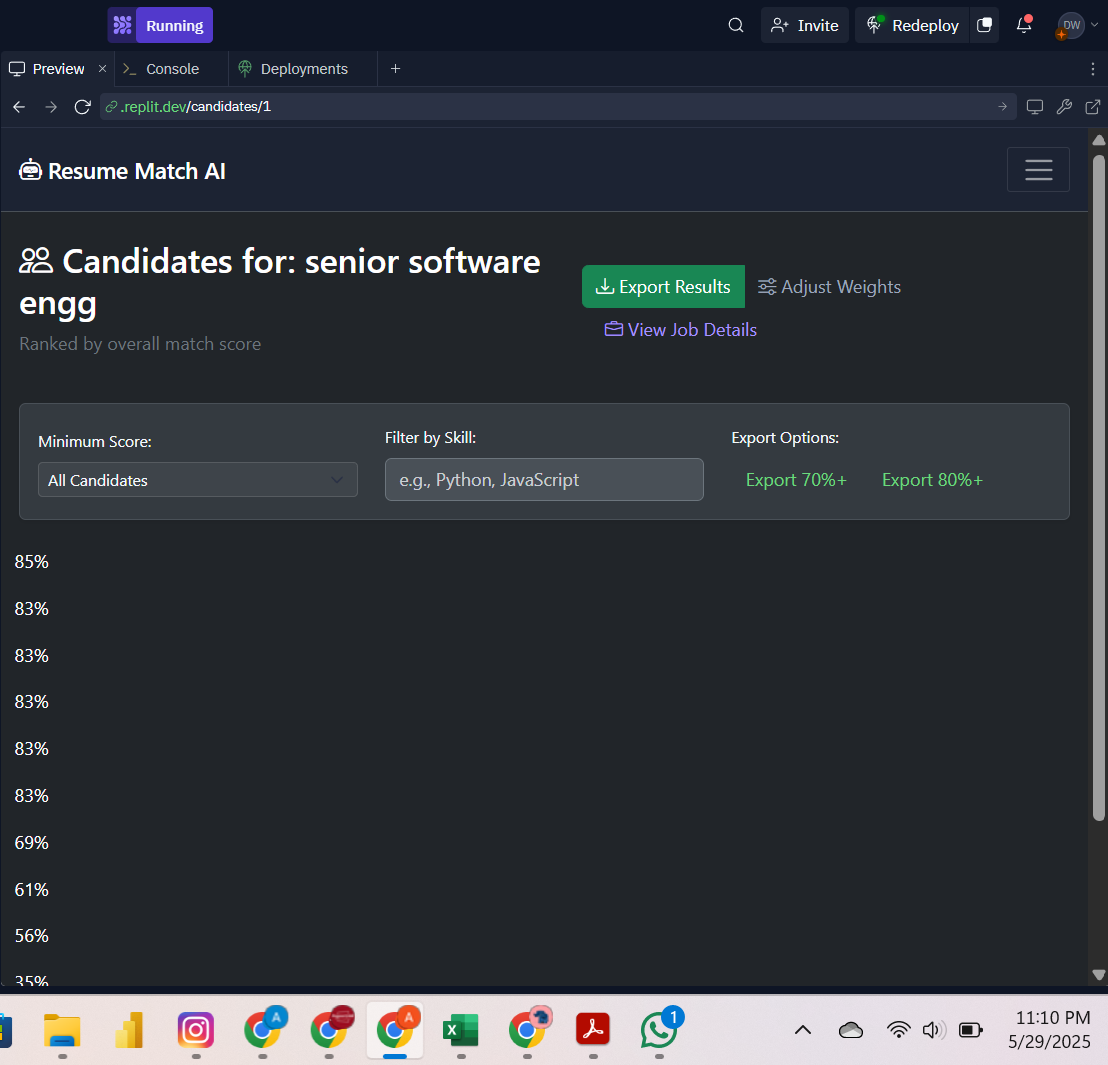 Running
Invite
Redeploy
DW
Preview
Console
Deployments
.replit.dev/candidates/1
Resume Match AI
Candidates for: senior software
engg
Ranked by overall match score
Export Results
Adjust Weights
View Job Details
Minimum Score:
All Candidates
Filter by Skill:
e.g., Python, JavaScript
Export Options:
Export 70%+
Export 80%+
85%
83%
83%
83%
83%
83%
69%
61%
56%
35%
A
A
1
11:10 PM
5/29/2025